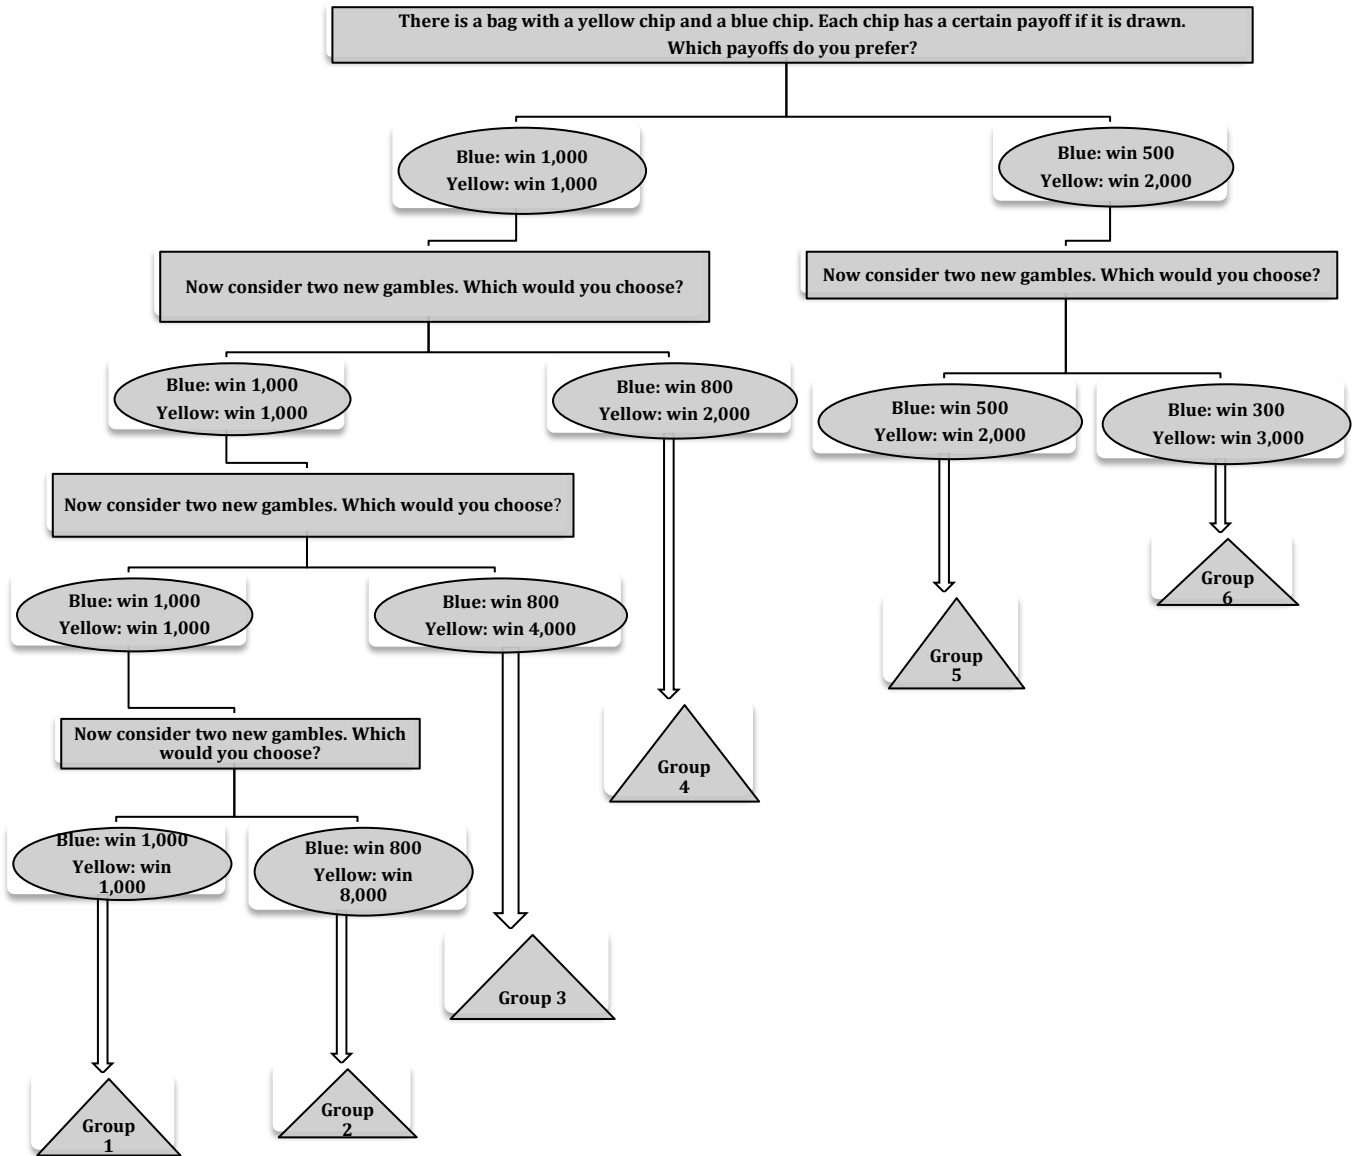 There is a bag with a yellow chip and a blue chip. Each chip has a certain payoff if it is drawn.
Which payoffs do you prefer?
Blue: win 1,000
Yellow: win 1,000
Blue: win 500
Yellow: win 2,000
Now consider two new gambles. Which would you choose?
Now consider two new gambles. Which would you choose?
Blue: win 1,000
Yellow: win 1,000
Blue: win 800
Yellow: win 2,000
Blue: win 500
Yellow: win 2,000
Blue: win 300
Yellow: win 3,000
Now consider two new gambles. Which would you choose?
Group
6
Blue: win 1,000
Yellow: win 1,000
Blue: win 800
Yellow: win 4,000
Group
5
Now consider two new gambles. Which
would you choose?
Group
4
Blue: win 1,000
Yellow: win
1,000
Blue: win 800
Yellow: win
8,000
Group 3
Group
1
Group
2